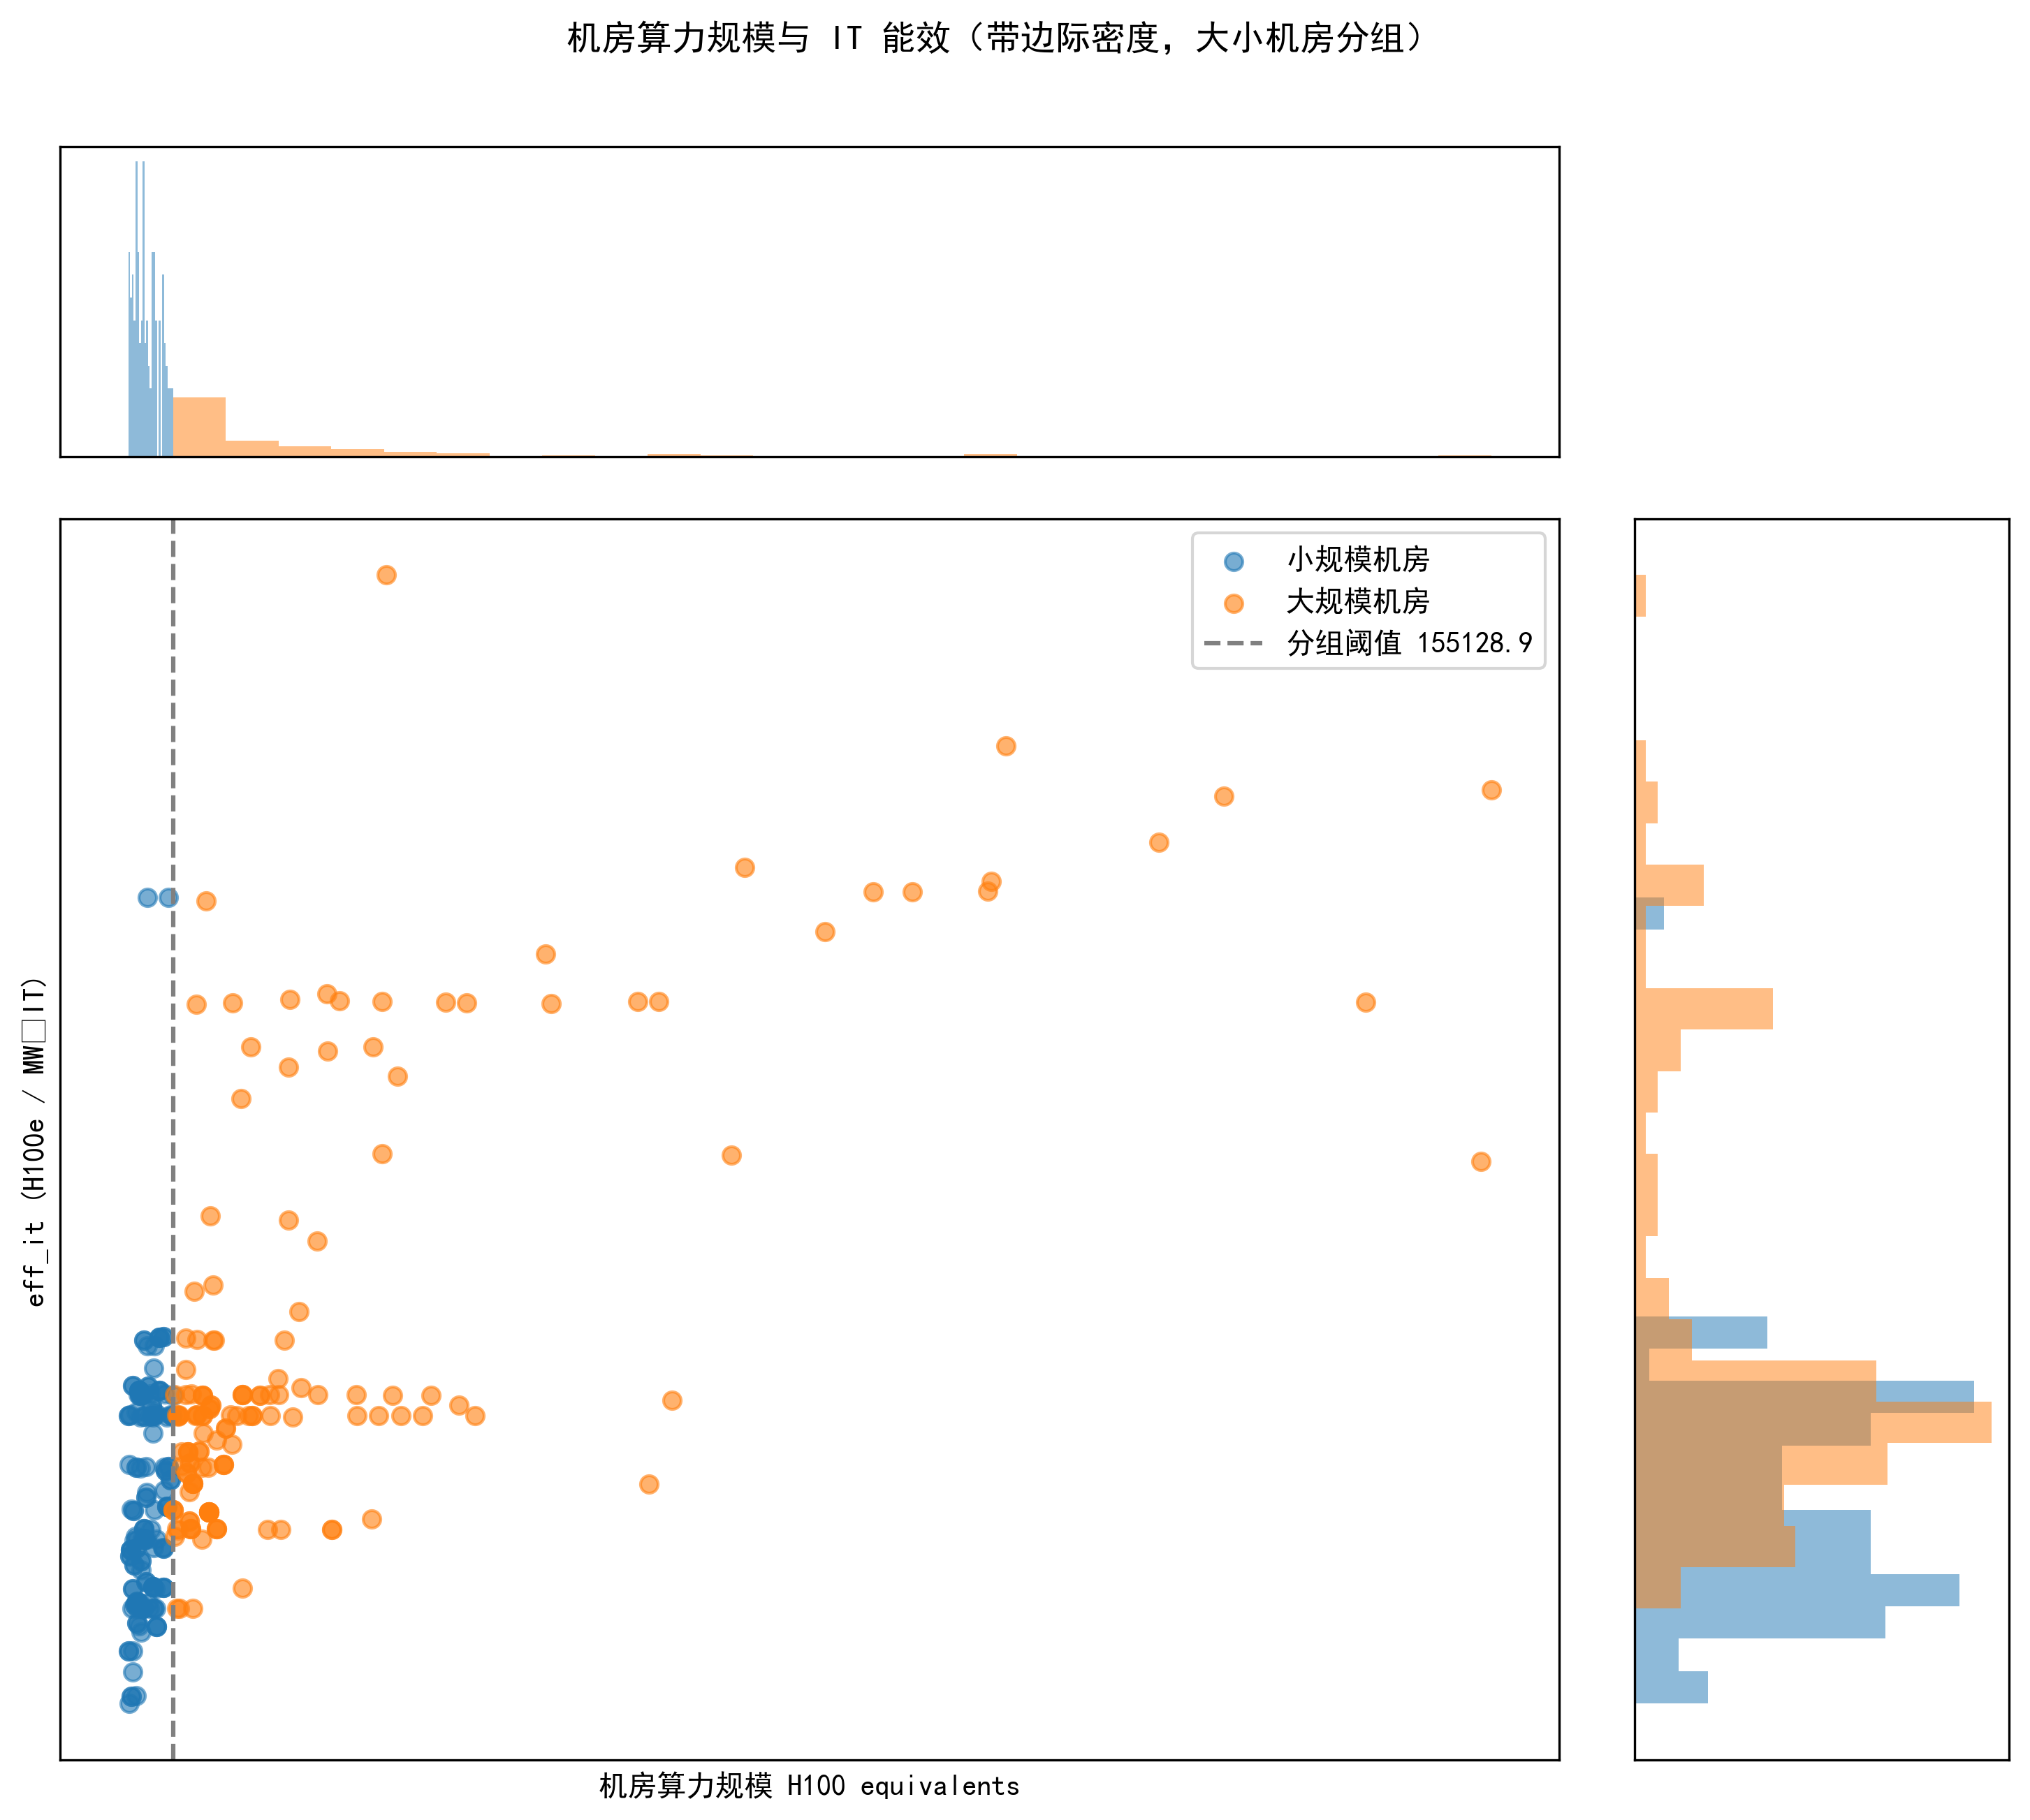 机房算力规模与 IT 能效（带边际密度，大小机房分组）
小规模机房
大规模机房
分组阈值 155128.9
eff_it (H100e / MW□IT)
机房算力规模 H100 equivalents